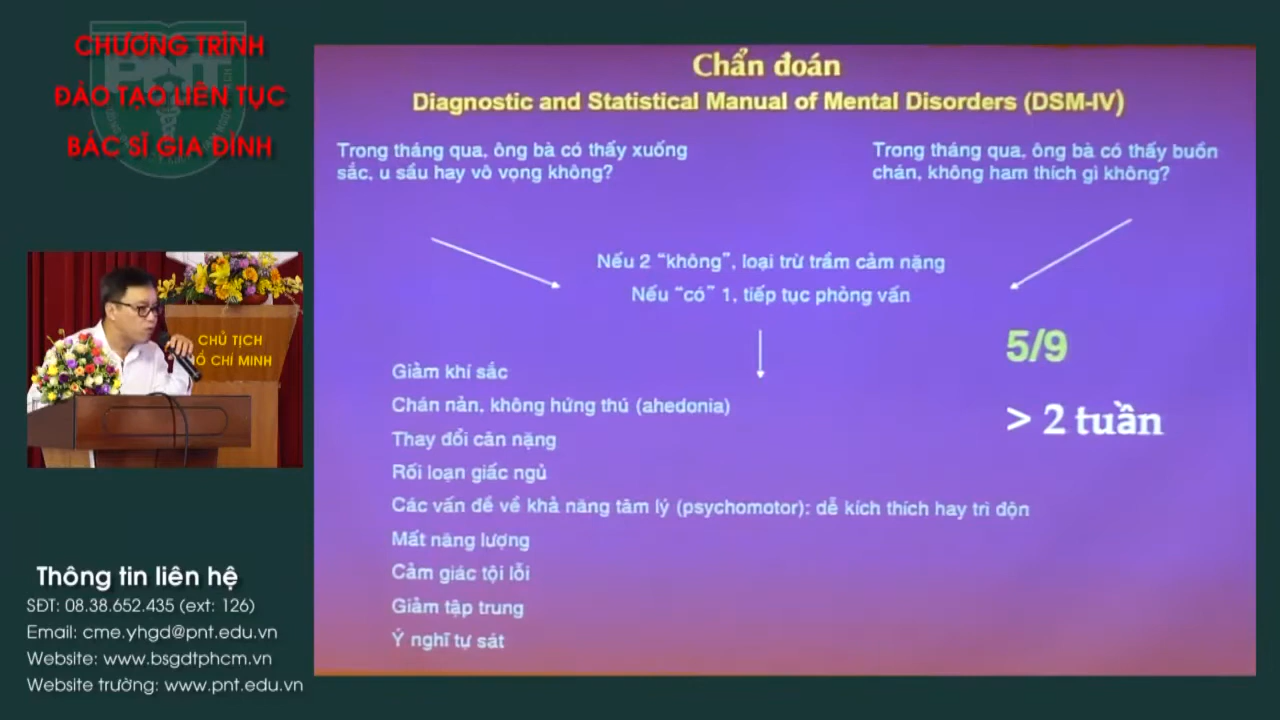 CHƯƠNG TRÌNH
ĐÀO TẠO LIÊN TỤC
BÁC SĨ GIA ĐÌNH
PNT
Chẩn đoán
Diagnostic and Statistical Manual of Mental Disorders (DSM-IV)
Trong tháng qua, ông bà có thấy xuống
sắc, u sầu hay vô vọng không?
Trong tháng qua, ông bà có thấy buồn
chán, không ham thích gì không?
Nếu 2 “không”, loại trừ trầm cảm nặng
Nếu “có” 1, tiếp tục phỏng vấn
5/9
> 2 tuần
Giảm khí sắc
Chán nản, không hứng thú (ahedonia)
Thay đổi cân nặng
Rối loạn giấc ngủ
Các vấn đề về khả năng tâm lý (psychomotor): dễ kích thích hay trì độn
Mất năng lượng
Cảm giác tội lỗi
Giảm tập trung
Ý nghĩ tự sát
CHỦ TỊCH
HỒ CHÍ MINH
Thông tin liên hệ
SĐT: 08.38.652.435 (ext: 126)
Email: cme.yhgd@pnt.edu.vn
Website: www.bsgdtphcm.vn
Website trường: www.pnt.edu.vn